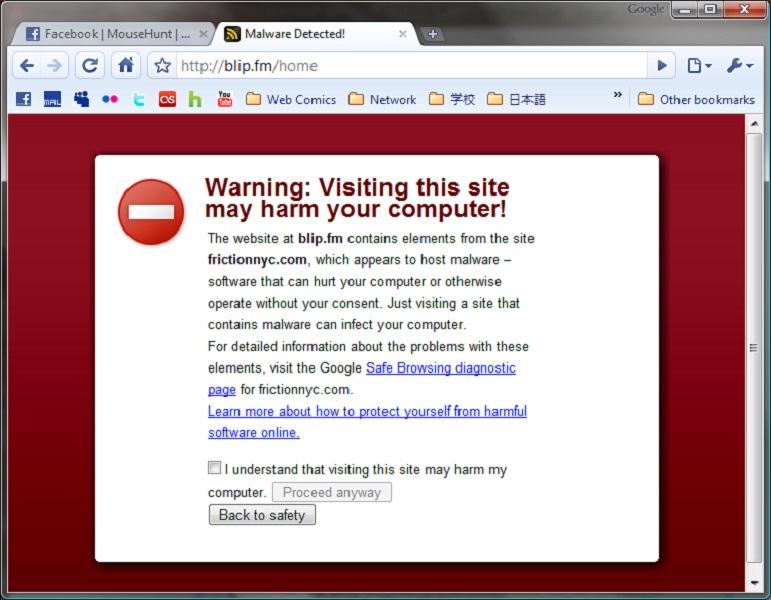 Google
Facebook | MouseHunt | ...
Malware Detected!
http://blip.fm/home
MAIL
OS
h
You Tube
Web Comics
Network
学校
日本語
»
Other bookmarks
Warning: Visiting this site
may harm your computer!
The website at blip.fm contains elements from the site
frictionnyc.com, which appears to host malware –
software that can hurt your computer or otherwise
operate without your consent. Just visiting a site that
contains malware can infect your computer.
For detailed information about the problems with these
elements, visit the Google Safe Browsing diagnostic
page for frictionnyc.com.
Learn more about how to protect yourself from harmful
software online.
I understand that visiting this site may harm my
computer. Proceed anyway
Back to safety